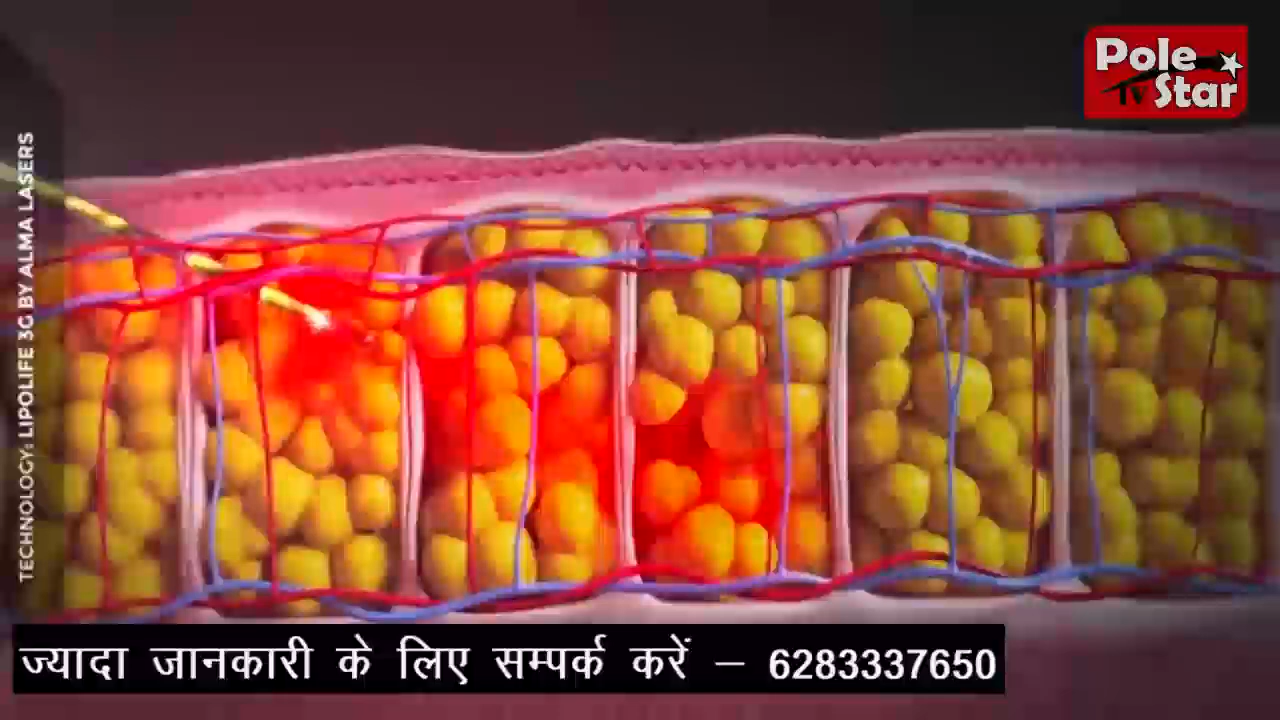 Pole
Tv Star
TECHNOLOGY: LIPOLIFE 3G BY ALMA LASERS
ज्यादा जानकारी के लिए सम्पर्क करें – 6283337650